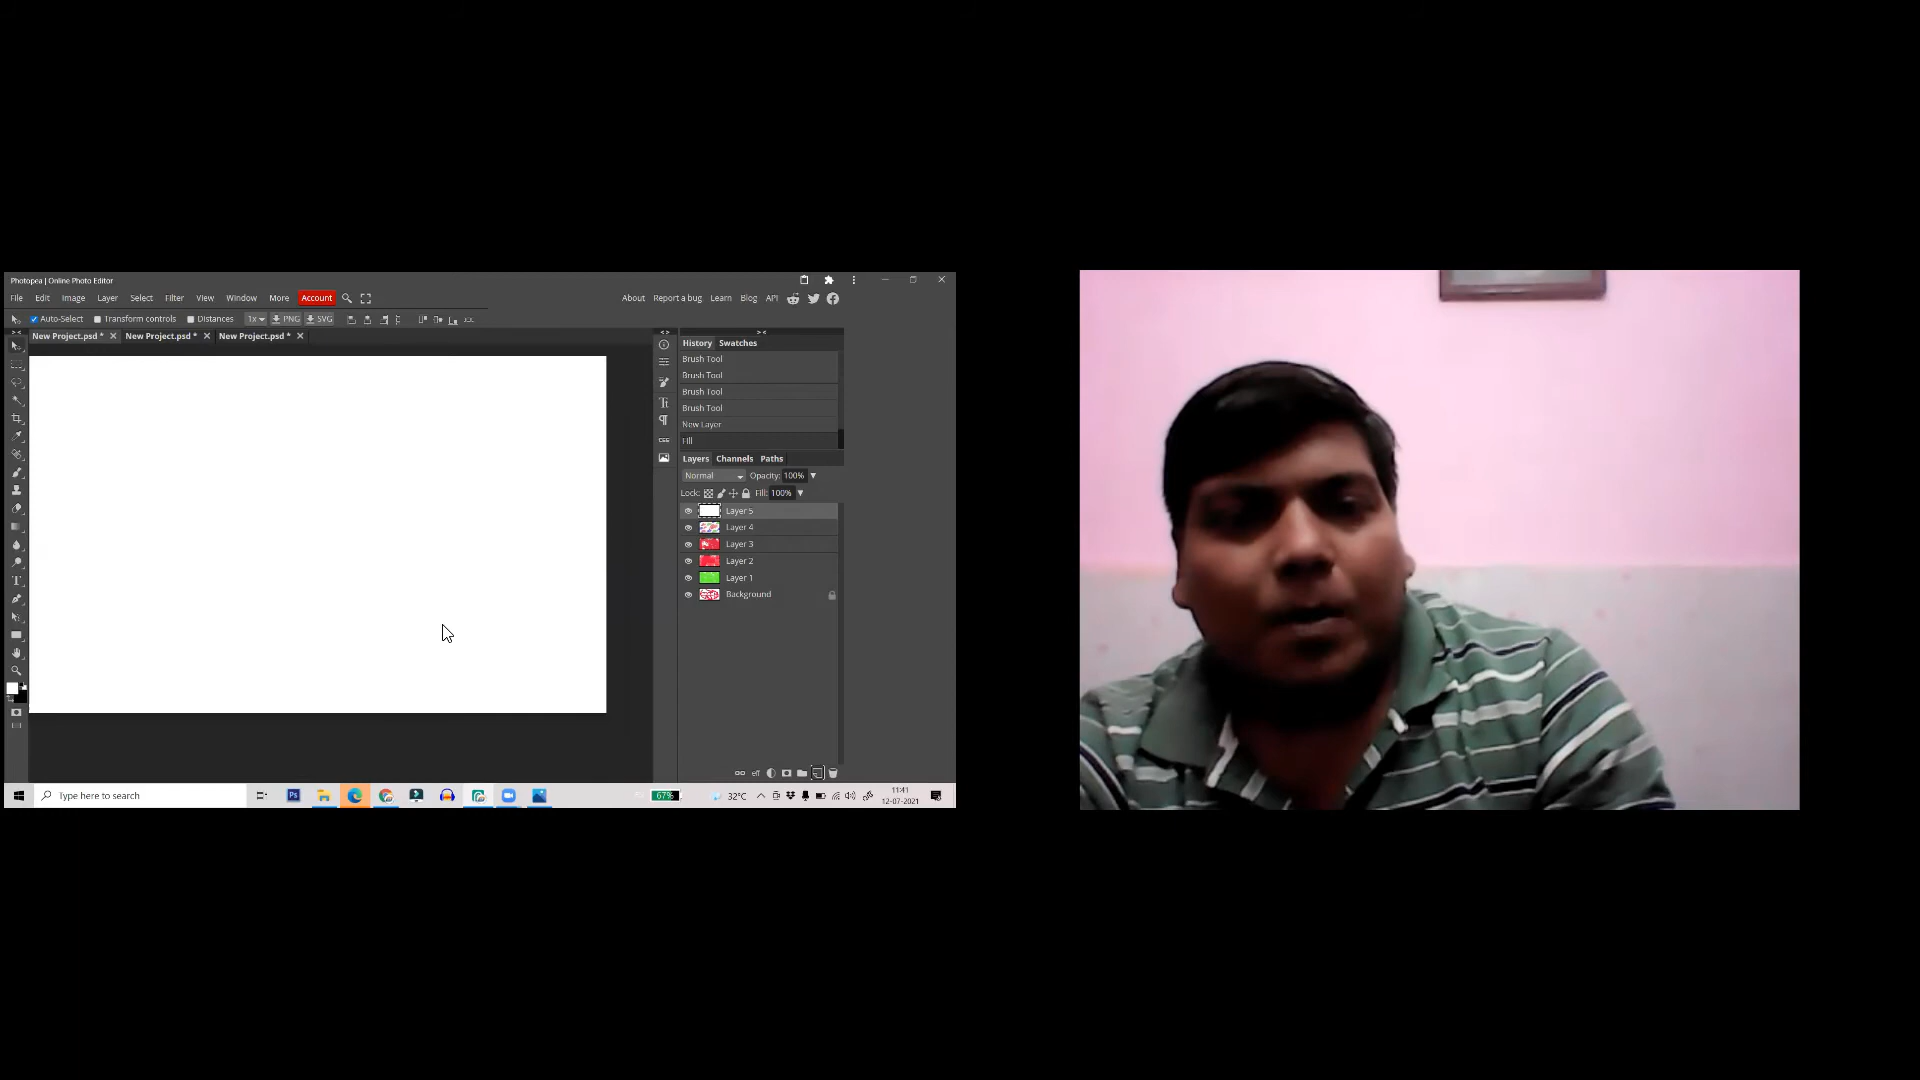 Photopea | Online Photo Editor
File Edit Image Layer Select Filter View Window More Account About Report a bug Learn Blog API
Auto-Select Transform controls Distances 1x PNG SVG
New Project.psd * New Project.psd * New Project.psd *
History Swatches
Brush Tool
Brush Tool
Brush Tool
Brush Tool
New Layer
Fill
Layers Channels Paths
Normal Opacity: 100%
Lock: Fill: 100%
Layer 5
Layer 4
Layer 3
Layer 2
Layer 1
Background
eff
Type here to search Ps 67% 32°C 11:41
12-07-2021